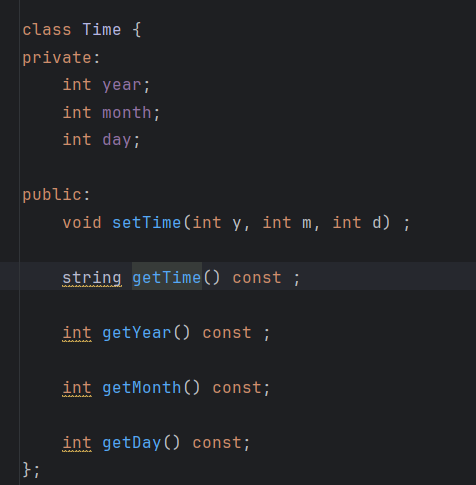 class Time {
private:
    int year;
    int month;
    int day;

public:
    void setTime(int y, int m, int d) ;

    string getTime() const ;

    int getYear() const ;

    int getMonth() const;

    int getDay() const;
};